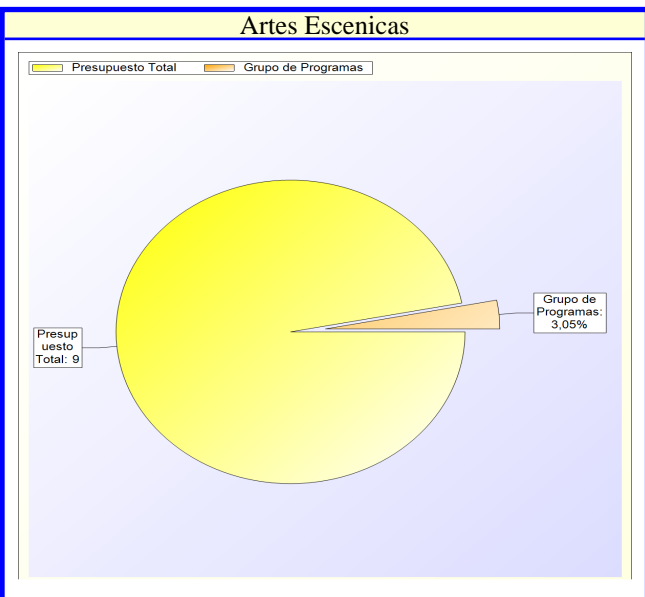 Artes Escenicas
Presupuesto Total
Grupo de Programas
Grupo de
Programas:
3,05%
Presup
uesto
Total: 9